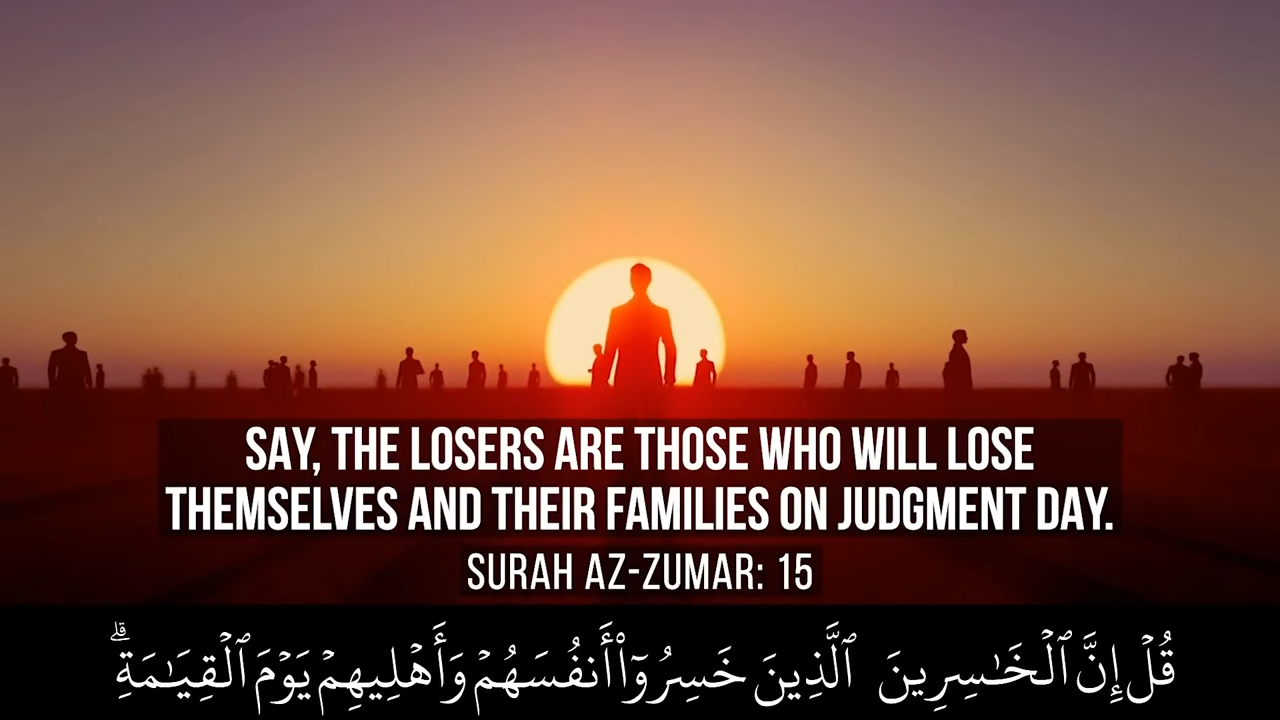 SAY, THE LOSERS ARE THOSE WHO WILL LOSE
THEMSELVES AND THEIR FAMILIES ON JUDGMENT DAY.
SURAH AZ-ZUMAR: 15
قُلْ إِنَّ ٱلْخَـٰسِرِينَ ٱلَّذِينَ خَسِرُوٓا۟ أَنفُسَهُمْ وَأَهْلِيهِمْ يَوْمَ ٱلْقِيَـٰمَةِ ۗ